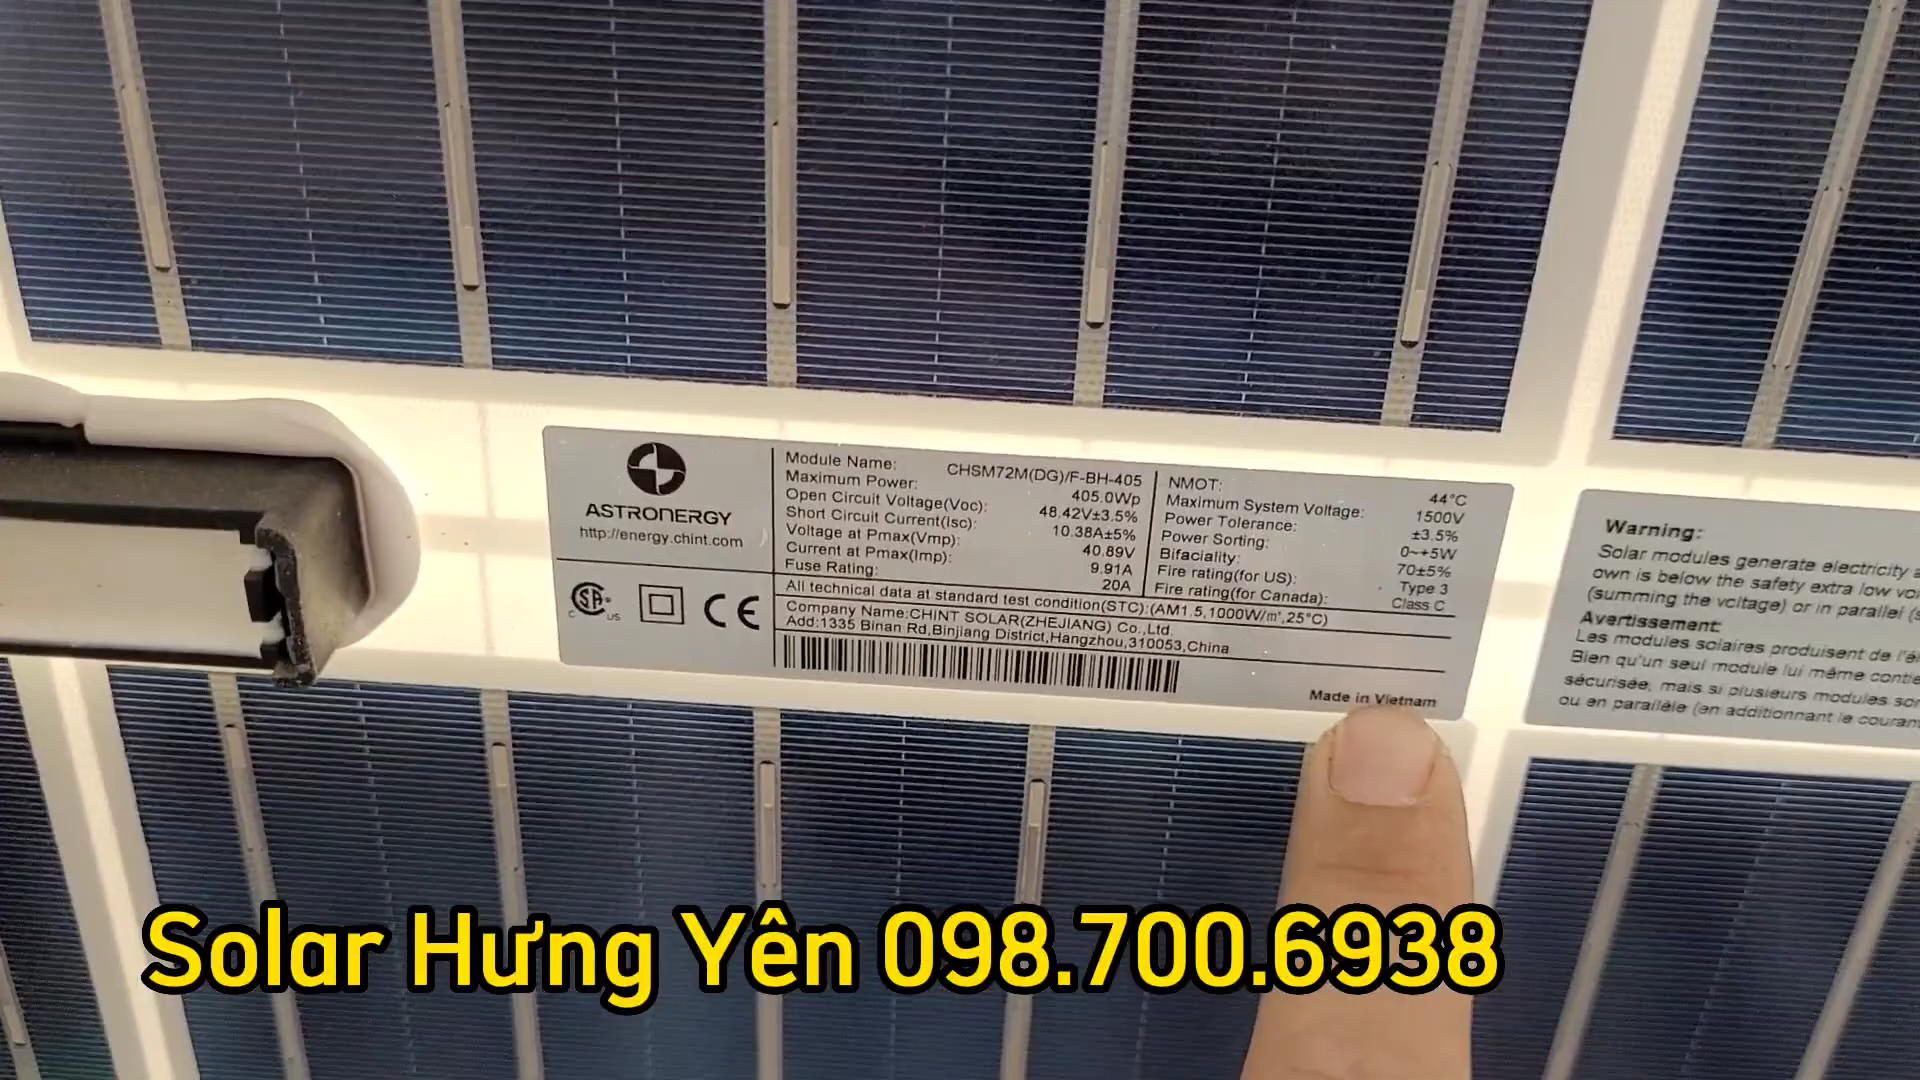 ASTRONERGY
http://energy.chint.com
CSA
C US
CE
Module Name: CHSM72M(DG)/F-BH-405
Maximum Power: 405.0Wp
Open Circuit Voltage(Voc): 48.42V±3.5%
Short Circuit Current(Isc): 10.38A±5%
Voltage at Pmax(Vmp): 40.89V
Current at Pmax(Imp): 9.91A
Fuse Rating: 20A
NMOT: 44°C
Maximum System Voltage: 1500V
Power Tolerance: ±3.5%
Power Sorting: 0~+5W
Bifaciality: 70±5%
Fire rating(for US): Type 3
Fire rating(for Canada): Class C
All technical data at standard test condition(STC):(AM1.5,1000W/㎡,25°C)
Company Name:CHINT SOLAR(ZHEJIANG) Co.,Ltd.
Add:1335 Binan Rd,Binjiang District,Hangzhou,310053,China
Made in Vietnam
Warning:
Solar modules generate electricity
own is below the safety extra low
(summing the voltage) or in parallel
Avertissement:
Les modules solaires produisent de
Bien qu'un seul module lui même
sécurisée, mais si plusieurs modules
ou en parallèle (en additionnant le
Solar Hưng Yên 098.700.6938